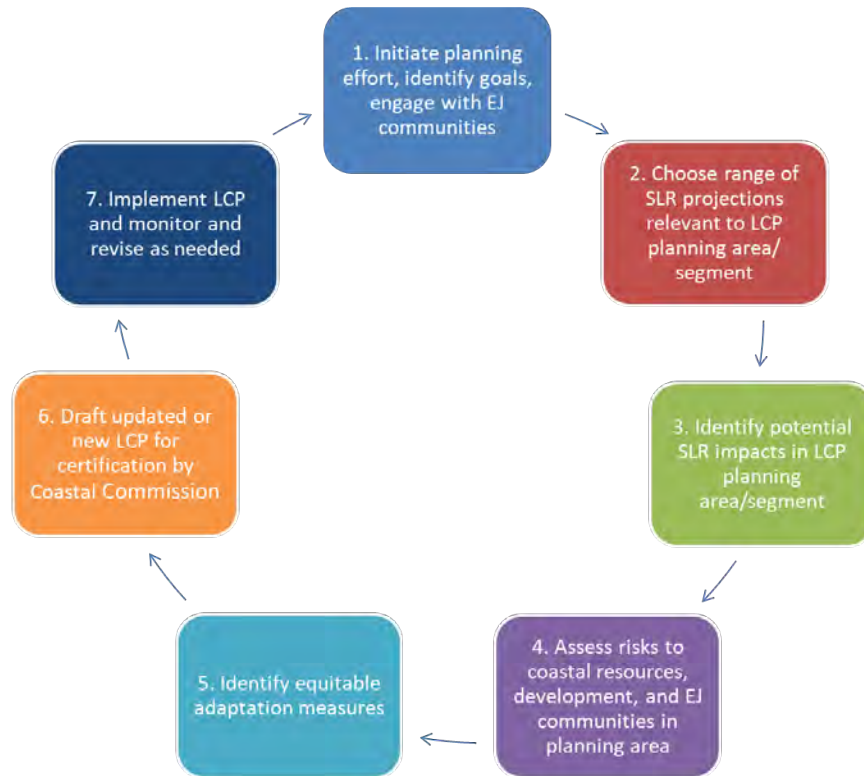 1. Initiate planning
effort, identify goals,
engage with EJ
communities
2. Choose range of
SLR projections
relevant to LCP
planning area/
segment
3. Identify potential
SLR impacts in LCP
planning
area/segment
4. Assess risks to
coastal resources,
development, and EJ
communities in
planning area
5. Identify equitable
adaptation measures
6. Draft updated or
new LCP for
certification by
Coastal Commission
7. Implement LCP
and monitor and
revise as needed